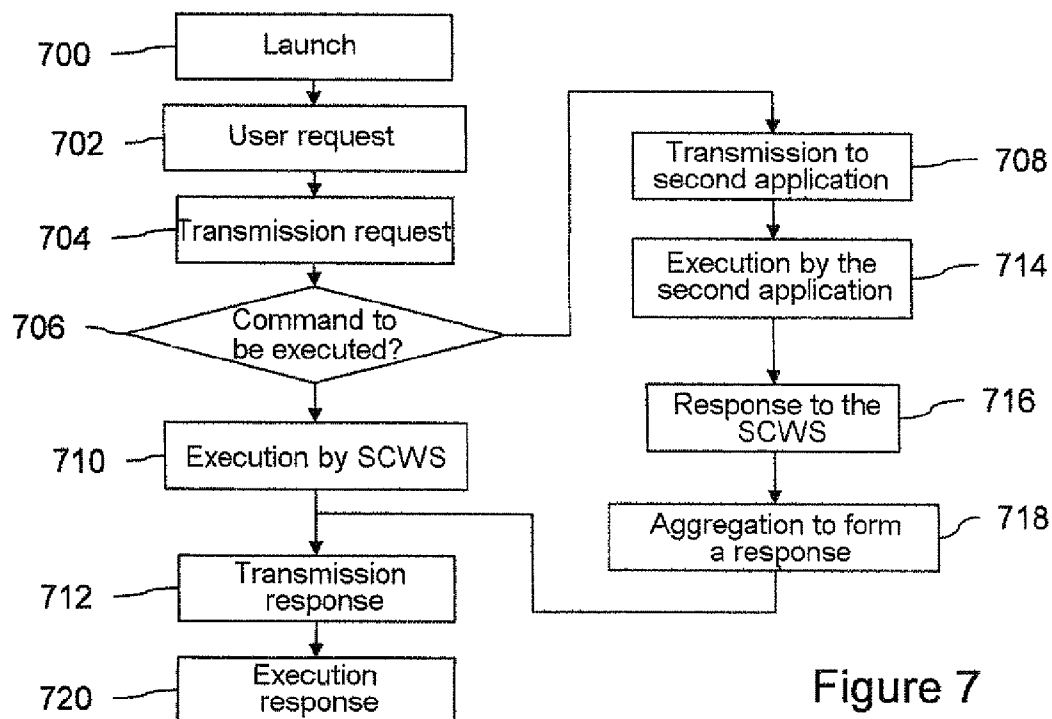 700
Launch
702
User request
704
Transmission request
706
Command to
be executed?
708
Transmission to
second application
714
Execution by the
second application
716
Response to the
SCWS
718
Aggregation to form
a response
710
Execution by SCWS
712
Transmission
response
720
Execution
response
Figure 7